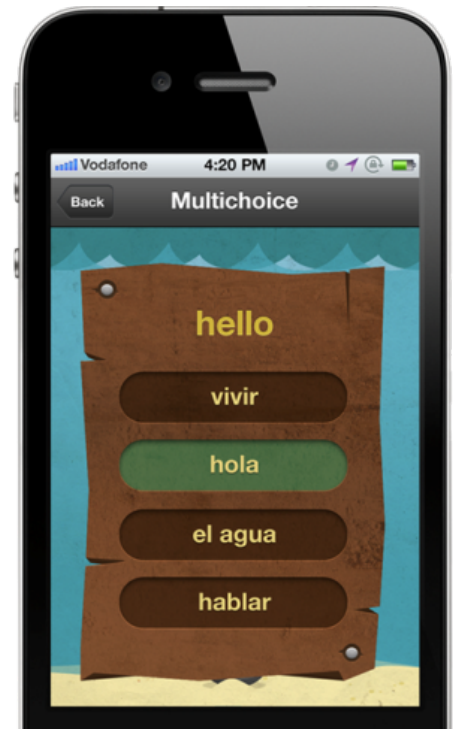 Vodafone 4:20 PM
Back Multichoice
hello
vivir
hola
el agua
hablar